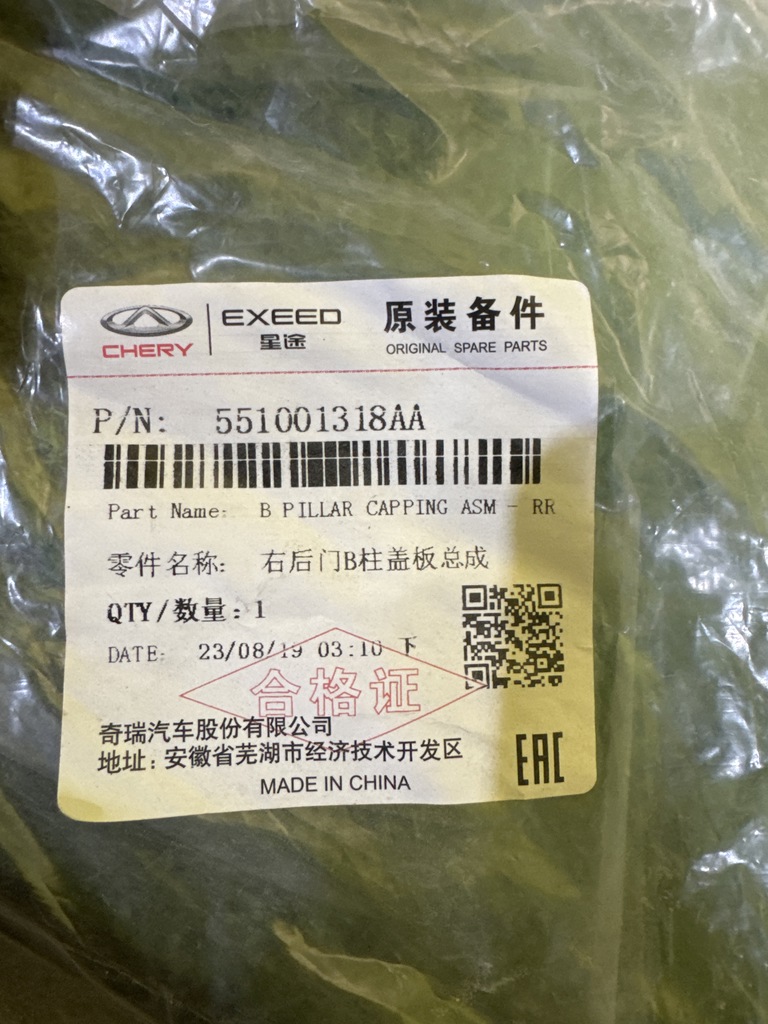 CHERY
EXEED
星途
原装备件
ORIGINAL SPARE PARTS
P/N: 551001318AA
Part Name: B PILLAR CAPPING ASM - RR
零件名称: 右后门B柱盖板总成
QTY/数量: 1
DATE: 23/08/19 03:10 下
合格证
奇瑞汽车股份有限公司
地址: 安徽省芜湖市经济技术开发区
MADE IN CHINA
EAC